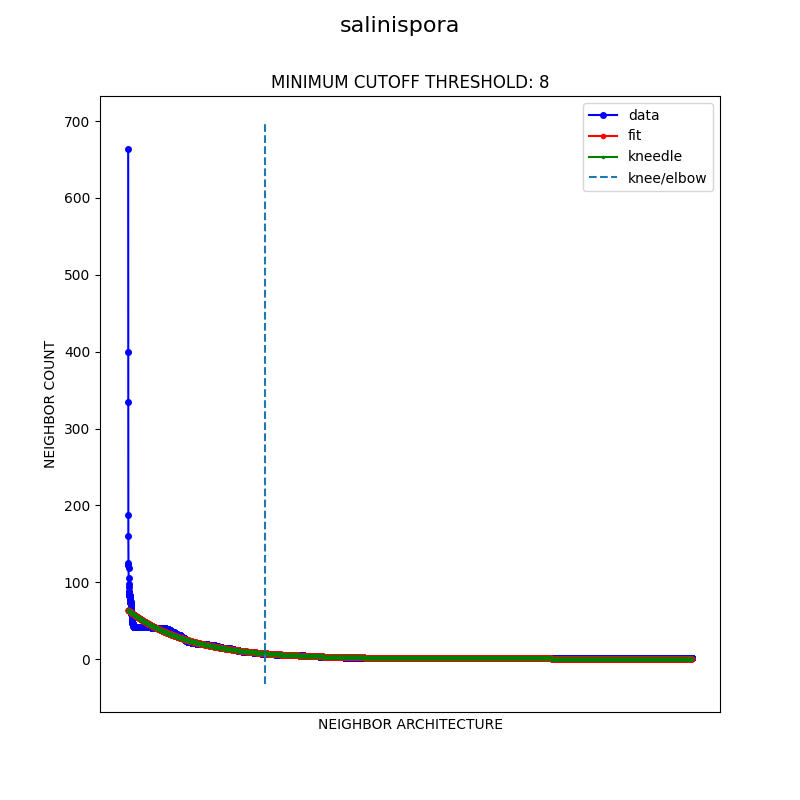 salinispora
MINIMUM CUTOFF THRESHOLD: 8
data
fit
kneedle
knee/elbow
700
600
500
400
300
200
100
0
NEIGHBOR COUNT
NEIGHBOR ARCHITECTURE